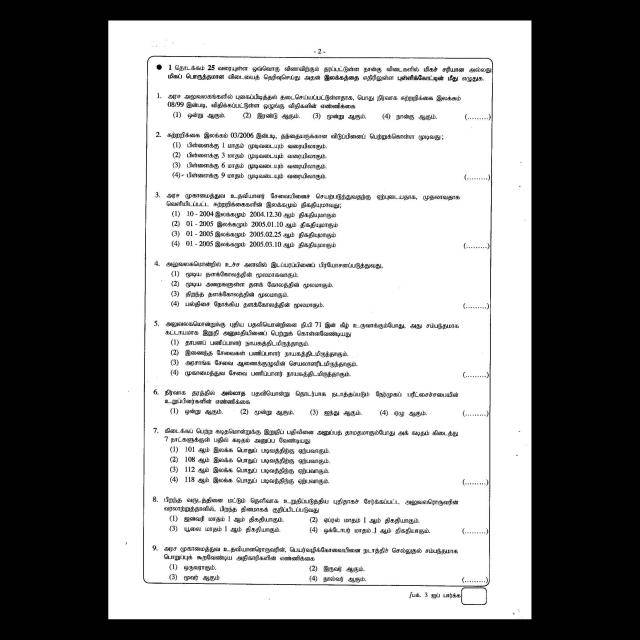 - 2 -
● 1 தொடக்கம் 25 வரையுள்ள ஒவ்வொரு வினாவிற்கும் தரப்பட்டுள்ள நான்கு விடைகளில் மிகச் சரியான அல்லது
மிகப் பொருத்தமான விடையைத் தெரிவுசெய்து அதன் இலக்கத்தை எதிரிலுள்ள புள்ளிக்கோட்டின் மீது எழுதுக.
1. அரச அலுவலகங்களில் புகைப்பிடித்தல் தடைசெய்யப்பட்டுள்ளதாக, பொது நிர்வாக சுற்றறிக்கை இலக்கம்
08/99 இன்படி, விதிக்கப்பட்டுள்ள ஒழுங்கு விதிகளின் எண்ணிக்கை
(1) ஒன்று ஆகும். (2) இரண்டு ஆகும். (3) மூன்று ஆகும். (4) நான்கு ஆகும். (..........)
2. சுற்றறிக்கை இலக்கம் 03/2006 இன்படி, தந்தையருக்கான விடுப்பினைப் பெற்றுக்கொள்ள முடிவது;
(1) பிள்ளைக்கு 1 மாதம் முடிவடையும் வரையிலாகும்.
(2) பிள்ளைக்கு 3 மாதம் முடிவடையும் வரையிலாகும்.
(3) பிள்ளைக்கு 6 மாதம் முடிவடையும் வரையிலாகும்.
(4) பிள்ளைக்கு 9 மாதம் முடிவடையும் வரையிலாகும். (..........)
3. அரச முகாமைத்துவ உதவியாளர் சேவையினைச் செயற்படுத்துவதற்கு ஏற்புடையதாக, முதலாவதாக
வெளியிடப்பட்ட சுற்றறிக்கைகளின் இலக்கமும் திகதியுமாவது;
(1) 10 - 2004 இலக்கமும் 2004.12.30 ஆம் திகதியுமாகும்
(2) 01 - 2005 இலக்கமும் 2005.01.10 ஆம் திகதியுமாகும்
(3) 01 - 2005 இலக்கமும் 2005.02.25 ஆம் திகதியுமாகும்
(4) 01 - 2005 இலக்கமும் 2005.03.10 ஆம் திகதியுமாகும் (..........)
4. அலுவலகமொன்றில் உச்ச அளவில் இடப்பரப்பினைப் பிரயோசனப்படுத்துவது,
(1) மூடிய தளக்கோலத்தின் மூலமாகவாகும்.
(2) மூடிய அறைகளுள்ள தளக் கோலத்தின் மூலமாகும்.
(3) திறந்த தளக்கோலத்தின் மூலமாகும்.
(4) பல்திசை நோக்கிய தளக்கோலத்தின் மூலமாகும். (..........)
5. அலுவலகமொன்றுக்கு புதிய பதவியொன்றினை நி.பி 71 இன் கீழ் உருவாக்கும்போது, அது சம்பந்தமாக
கட்டாயமாக இறுதி அனுமதியினைப் பெற்றுக் கொள்ளவேண்டியது
(1) தாபனப் பணிப்பாளர் நாயகத்திடமிருந்தாகும்.
(2) இணைந்த சேவைகள் பணிப்பாளர் நாயகத்திடமிருந்தாகும்.
(3) அரசாங்க சேவை ஆணைக்குழுவின் செயலாளரிடமிருந்தாகும்.
(4) முகாமைத்துவ சேவை பணிப்பாளர் நாயகத்திடமிருந்தாகும். (..........)
6. நிர்வாக தரத்தில் அல்லாத பதவியொன்று தொடர்பாக நடாத்தப்படும் நேர்முகப் பரீட்சைச்சபையின்
உறுப்பினர்களின் எண்ணிக்கை
(1) ஒன்று ஆகும். (2) மூன்று ஆகும். (3) ஐந்து ஆகும். (4) ஏழு ஆகும். (..........)
7. கிடைக்கப் பெற்ற கடிதமொன்றுக்கு இறுதிப் பதிலினை அனுப்பத் தாமதமாகும்போது அக் கடிதம் கிடைத்து
7 நாட்களுக்குள் பதில் கடிதம் அனுப்ப வேண்டியது
(1) 101 ஆம் இலக்க பொதுப் படிவத்திற்கு ஏற்பவாகும்.
(2) 108 ஆம் இலக்க பொதுப் படிவத்திற்கு ஏற்பவாகும்.
(3) 112 ஆம் இலக்க பொதுப் படிவத்திற்கு ஏற்பவாகும்.
(4) 118 ஆம் இலக்க பொதுப் படிவத்திற்கு ஏற்பவாகும். (..........)
8. பிறந்த வருடத்தினை மட்டும் தெளிவாக உறுதிப்படுத்திய புதிதாகச் சேர்க்கப்பட்ட அலுவலரொருவரின்
வரலாற்றுத்தாளில், பிறந்த தினமாகக் குறிப்பிடப்படுவது
(1) ஜனவரி மாதம் 1 ஆம் திகதியாகும். (2) ஏப்ரல் மாதம் 1 ஆம் திகதியாகும்.
(3) யூலை மாதம் 1 ஆம் திகதியாகும். (4) ஒக்டோபர் மாதம் 1 ஆம் திகதியாகும். (..........)
9. அரச முகாமைத்துவ உதவியாளரொருவரின், பெயர்வழிக்கோவையினை நடாத்திச் செல்லுதல் சம்பந்தமாக
பொறுப்புக் கூறவேண்டிய அதிகாரிகளின் எண்ணிக்கை
(1) ஒருவராகும். (2) இருவர் ஆகும்.
(3) மூவர் ஆகும் (4) நால்வர் ஆகும். (..........)
/பக். 3 ஐப் பார்க்க